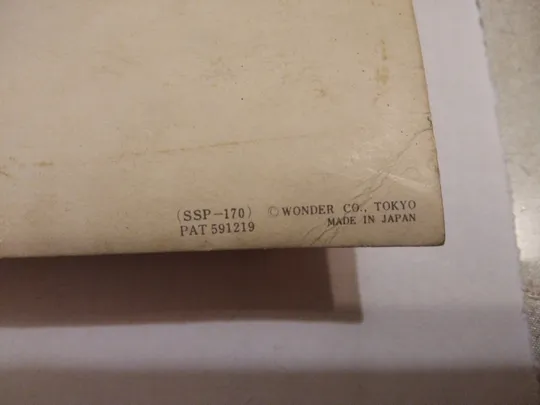 (SSP-170) © WONDER CO., TOKYO
PAT 591219 MADE IN JAPAN